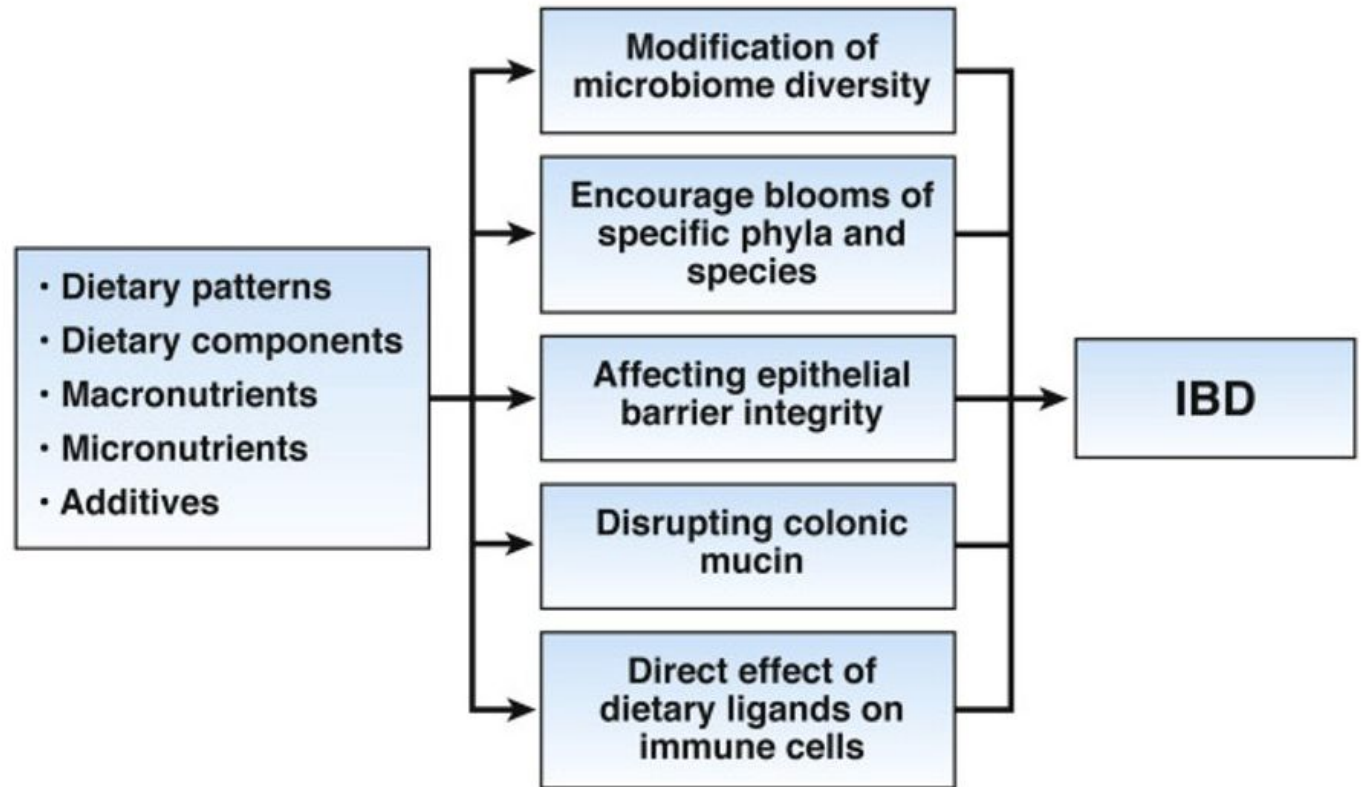 · Dietary patterns
· Dietary components
· Macronutrients
· Micronutrients
· Additives
Modification of
microbiome diversity
Encourage blooms of
specific phyla and
species
Affecting epithelial
barrier integrity
Disrupting colonic
mucin
Direct effect of
dietary ligands on
immune cells
IBD